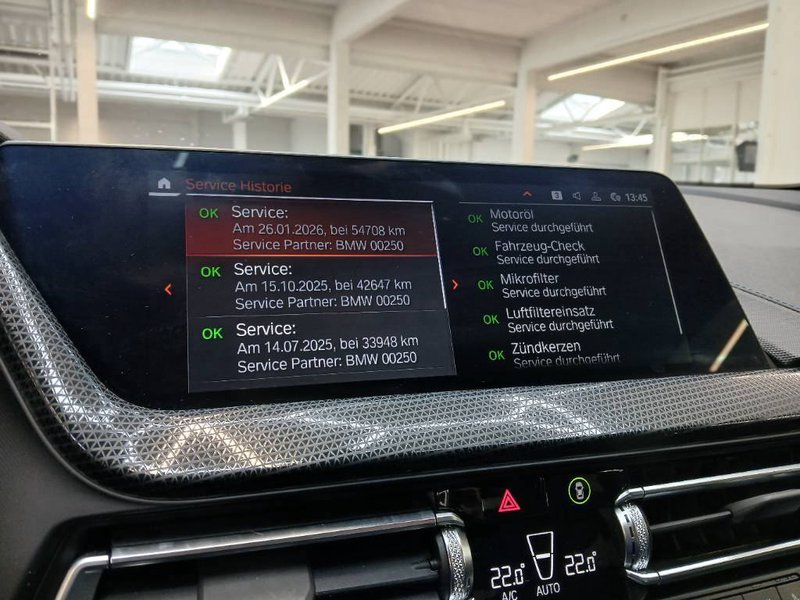 Service Historie
3
13:45
OK Service:
Am 26.01.2026, bei 54708 km
Service Partner: BMW 00250
OK Service:
Am 15.10.2025, bei 42647 km
Service Partner: BMW 00250
OK Service:
Am 14.07.2025, bei 33948 km
Service Partner: BMW 00250
OK Motoröl
Service durchgeführt
OK Fahrzeug-Check
Service durchgeführt
OK Mikrofilter
Service durchgeführt
OK Luftfiltereinsatz
Service durchgeführt
OK Zündkerzen
Service durchgeführt
22.0° 22.0°
A/C AUTO